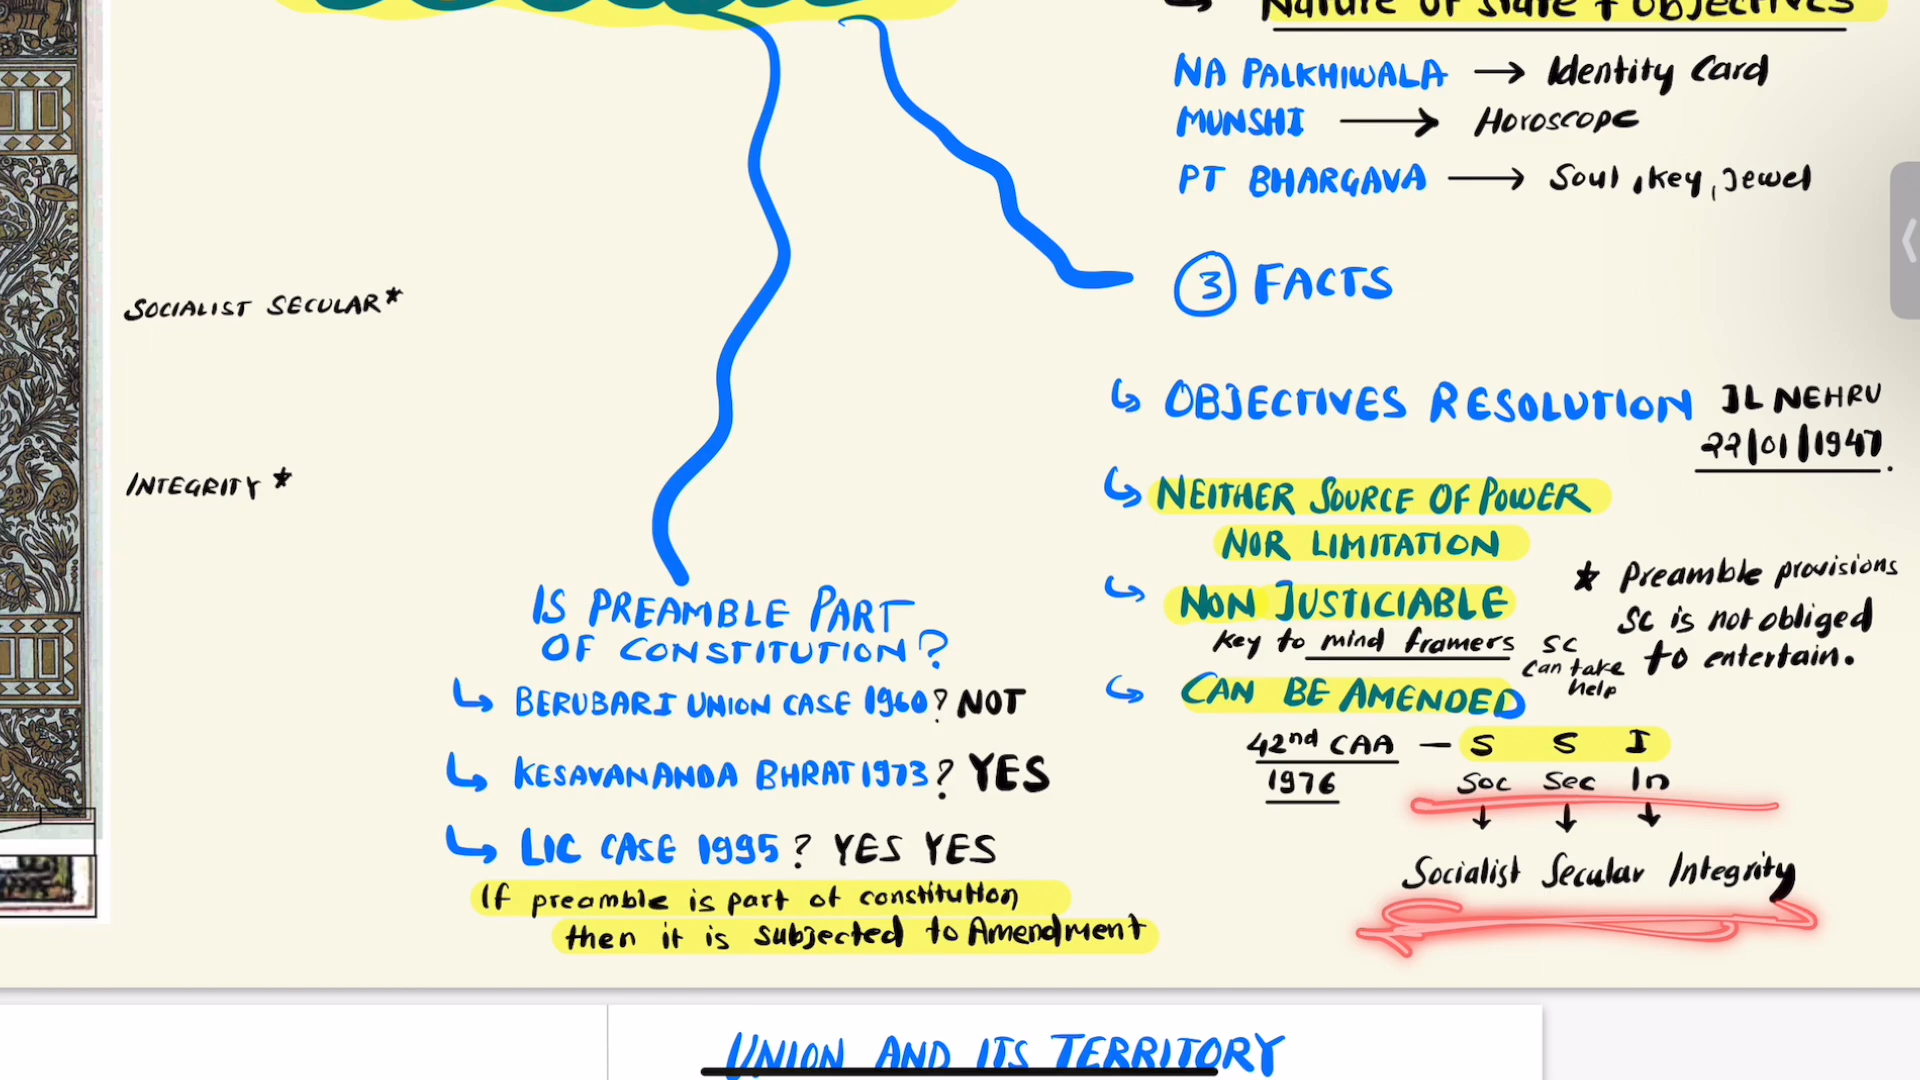 Nature of State + Objectives
NA PALKHIWALA → Identity Card
MUNSHI → Horoscope
PT BHARGAVA → Soul, Key, Jewel
3 FACTS
SOCIALIST SECULAR*
OBJECTIVES RESOLUTION JL NEHRU
22/01/1947.
INTEGRITY *
NEITHER SOURCE OF POWER
NOR LIMITATION
NON JUSTICIABLE
Key to mind framers SC
can take
help
* Preamble provisions
SC is not obliged
to entertain.
CAN BE AMENDED
42nd CAA — S S I
1976 Soc Sec In
↓ ↓ ↓
Socialist Secular Integrity
IS PREAMBLE PART
OF CONSTITUTION?
BERUBARI UNION CASE 1960? NOT
KESAVANANDA BHRAT 1973? YES
LIC CASE 1995? YES YES
If preamble is part of constitution
then it is subjected to Amendment
UNION AND ITS TERRITORY